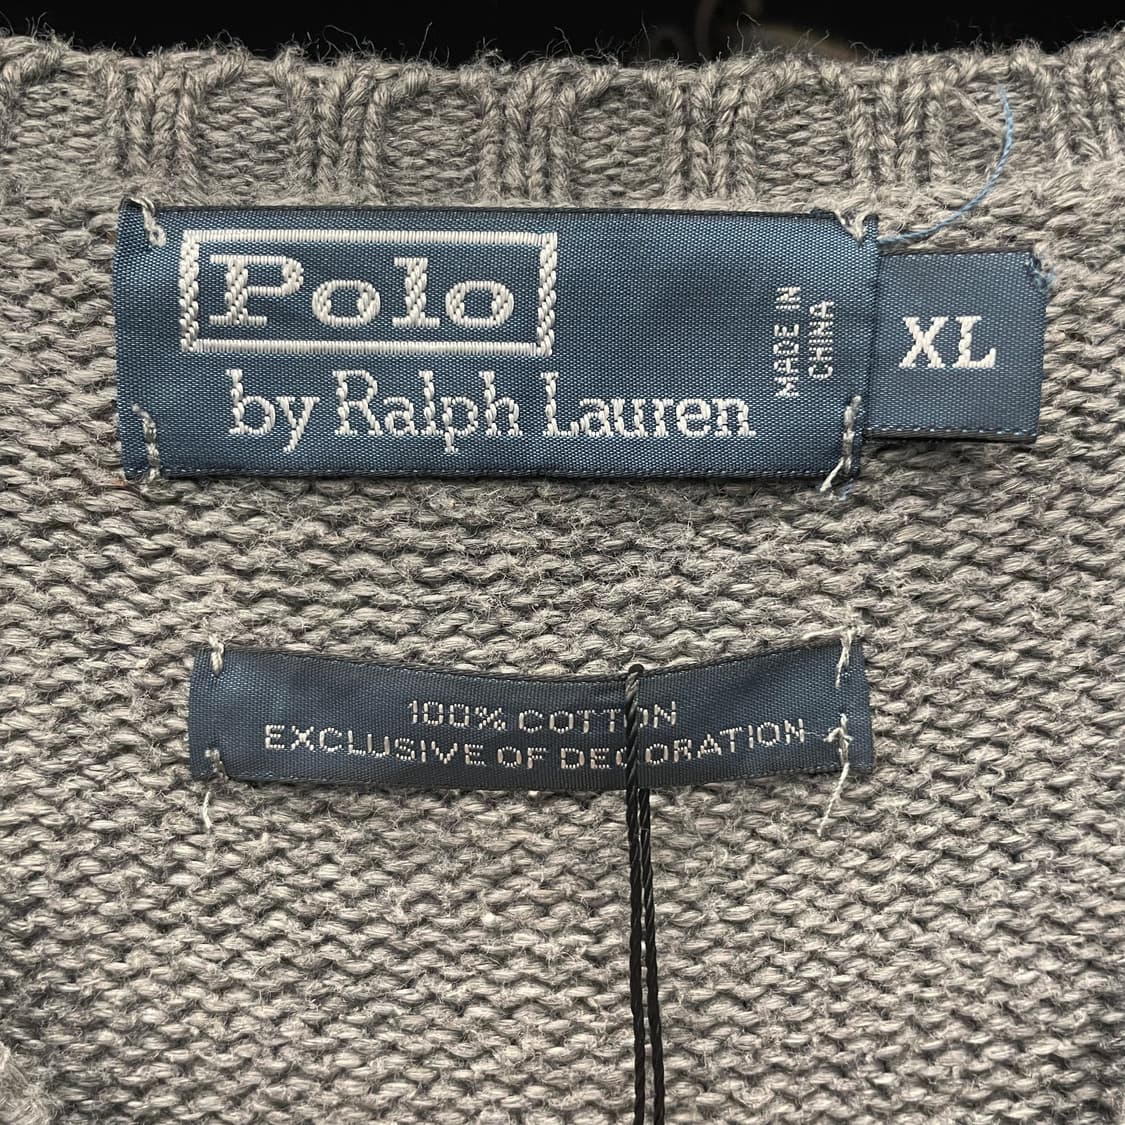 Polo
by Ralph Lauren
MADE IN
CHINA
XL
100% COTTON
EXCLUSIVE OF DECORATION